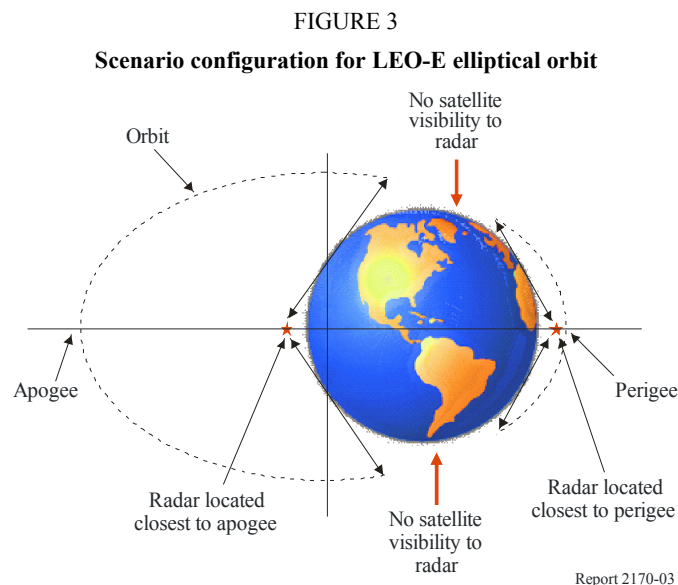 FIGURE 3
Scenario configuration for LEO-E elliptical orbit
No satellite
visibility to
radar
Orbit
Apogee
Perigee
Radar located
closest to apogee
No satellite
visibility to
radar
Radar located
closest to perigee
Report 2170-03